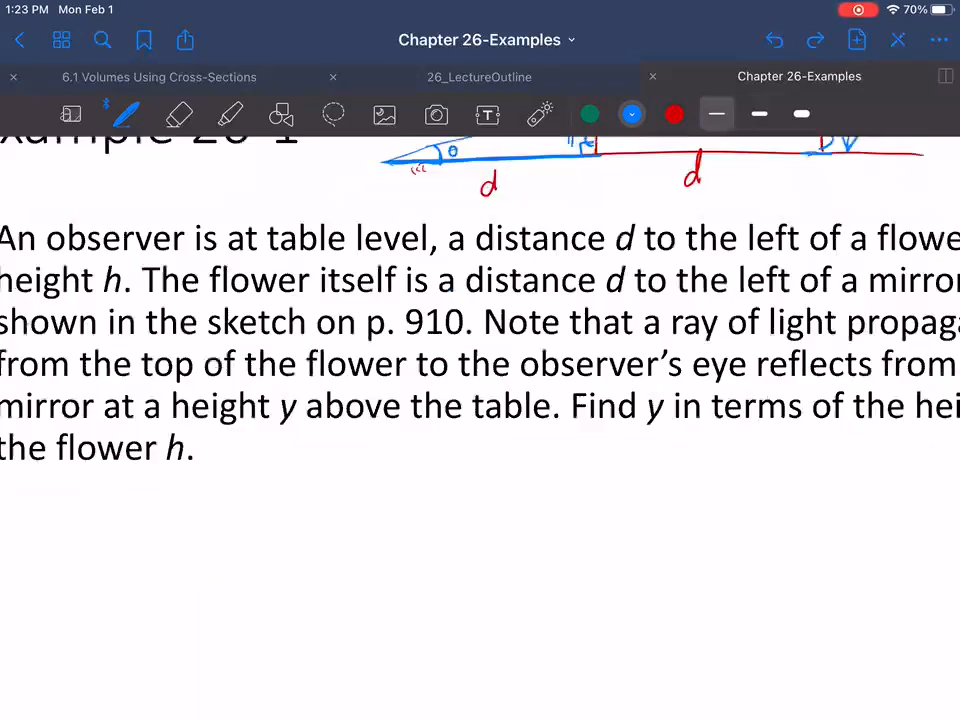 1:23 PM Mon Feb 1 70%
Chapter 26-Examples
6.1 Volumes Using Cross-Sections 26_LectureOutline Chapter 26-Examples
θ
d d
An observer is at table level, a distance d to the left of a flowe
height h. The flower itself is a distance d to the left of a mirror
shown in the sketch on p. 910. Note that a ray of light propaga
from the top of the flower to the observer's eye reflects from
mirror at a height y above the table. Find y in terms of the hei
the flower h.